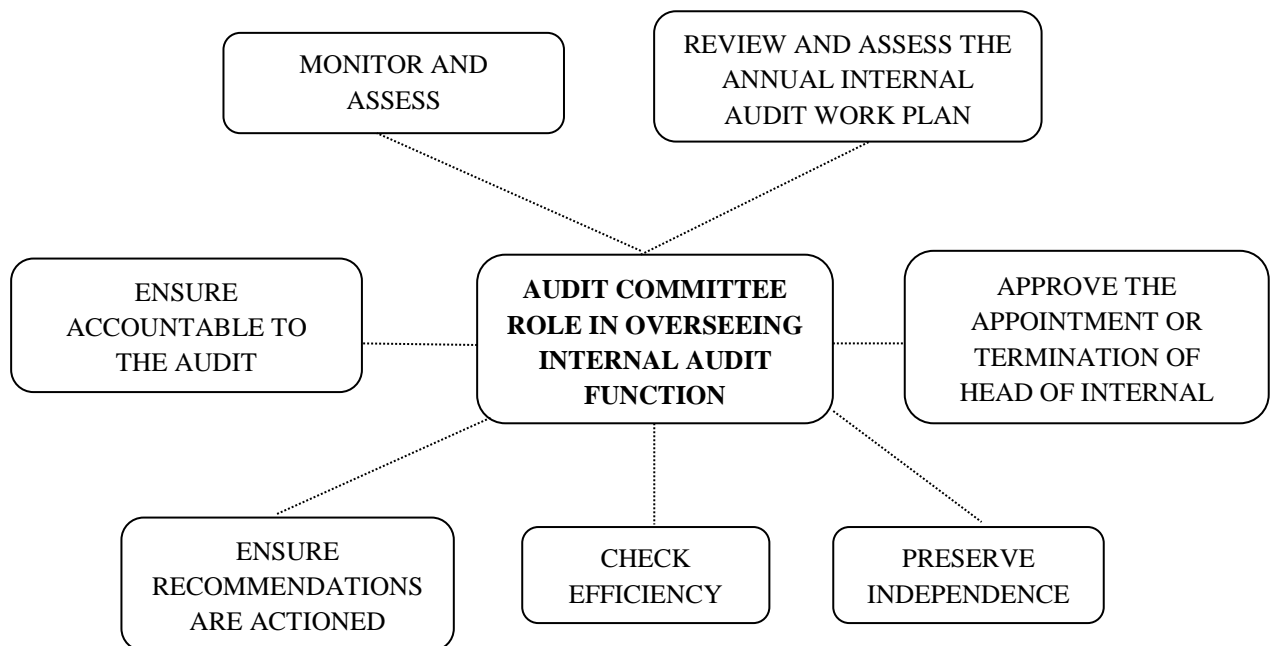 MONITOR AND
ASSESS
REVIEW AND ASSESS THE
ANNUAL INTERNAL
AUDIT WORK PLAN
ENSURE
ACCOUNTABLE TO
THE AUDIT
AUDIT COMMITTEE
ROLE IN OVERSEEING
INTERNAL AUDIT
FUNCTION
APPROVE THE
APPOINTMENT OR
TERMINATION OF
HEAD OF INTERNAL
ENSURE
RECOMMENDATIONS
ARE ACTIONED
CHECK
EFFICIENCY
PRESERVE
INDEPENDENCE